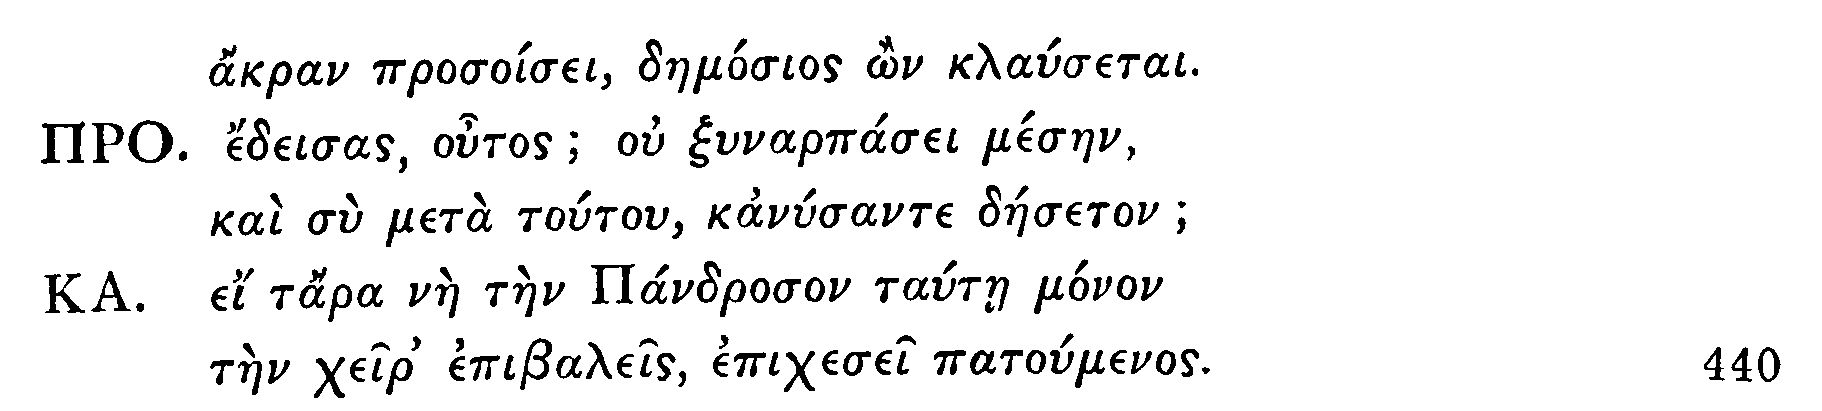 ἄκραν προσοίσει, δημόσιος ὢν κλαύσεται.
ΠΡΟ. ἔδεισας, οὗτος; οὐ ξυναρπάσει μέσην,
καὶ σὺ μετὰ τούτου, κἀνύσαντε δήσετον;
ΚΑ. εἴ τἄρα νὴ τὴν Πάνδροσον ταύτῃ μόνον
τὴν χεῖρ’ ἐπιβαλεῖς, ἐπιχεσεῖ πατούμενος. 440